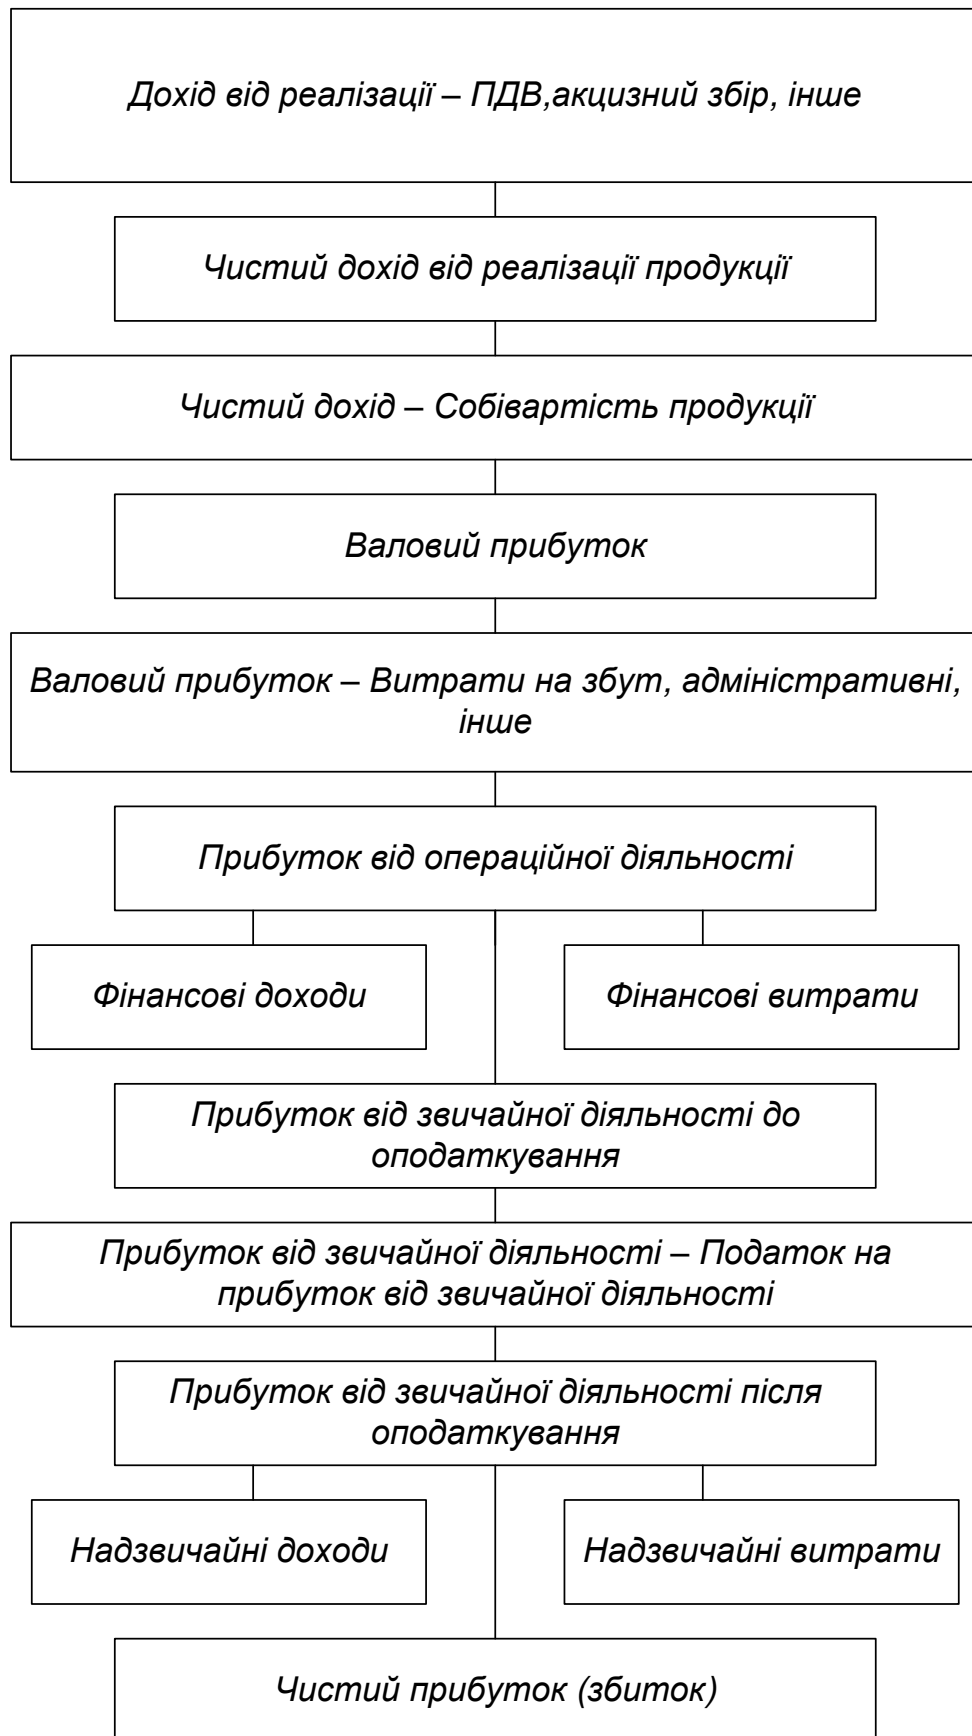 Дохід від реалізації – ПДВ,акцизний збір, інше
Чистий дохід від реалізації продукції
Чистий дохід – Собівартість продукції
Валовий прибуток
Валовий прибуток – Витрати на збут, адміністративні,
інше
Прибуток від операційної діяльності
Фінансові доходи
Фінансові витрати
Прибуток від звичайної діяльності до
оподаткування
Прибуток від звичайної діяльності – Податок на
прибуток від звичайної діяльності
Прибуток від звичайної діяльності після
оподаткування
Надзвичайні доходи
Надзвичайні витрати
Чистий прибуток (збиток)